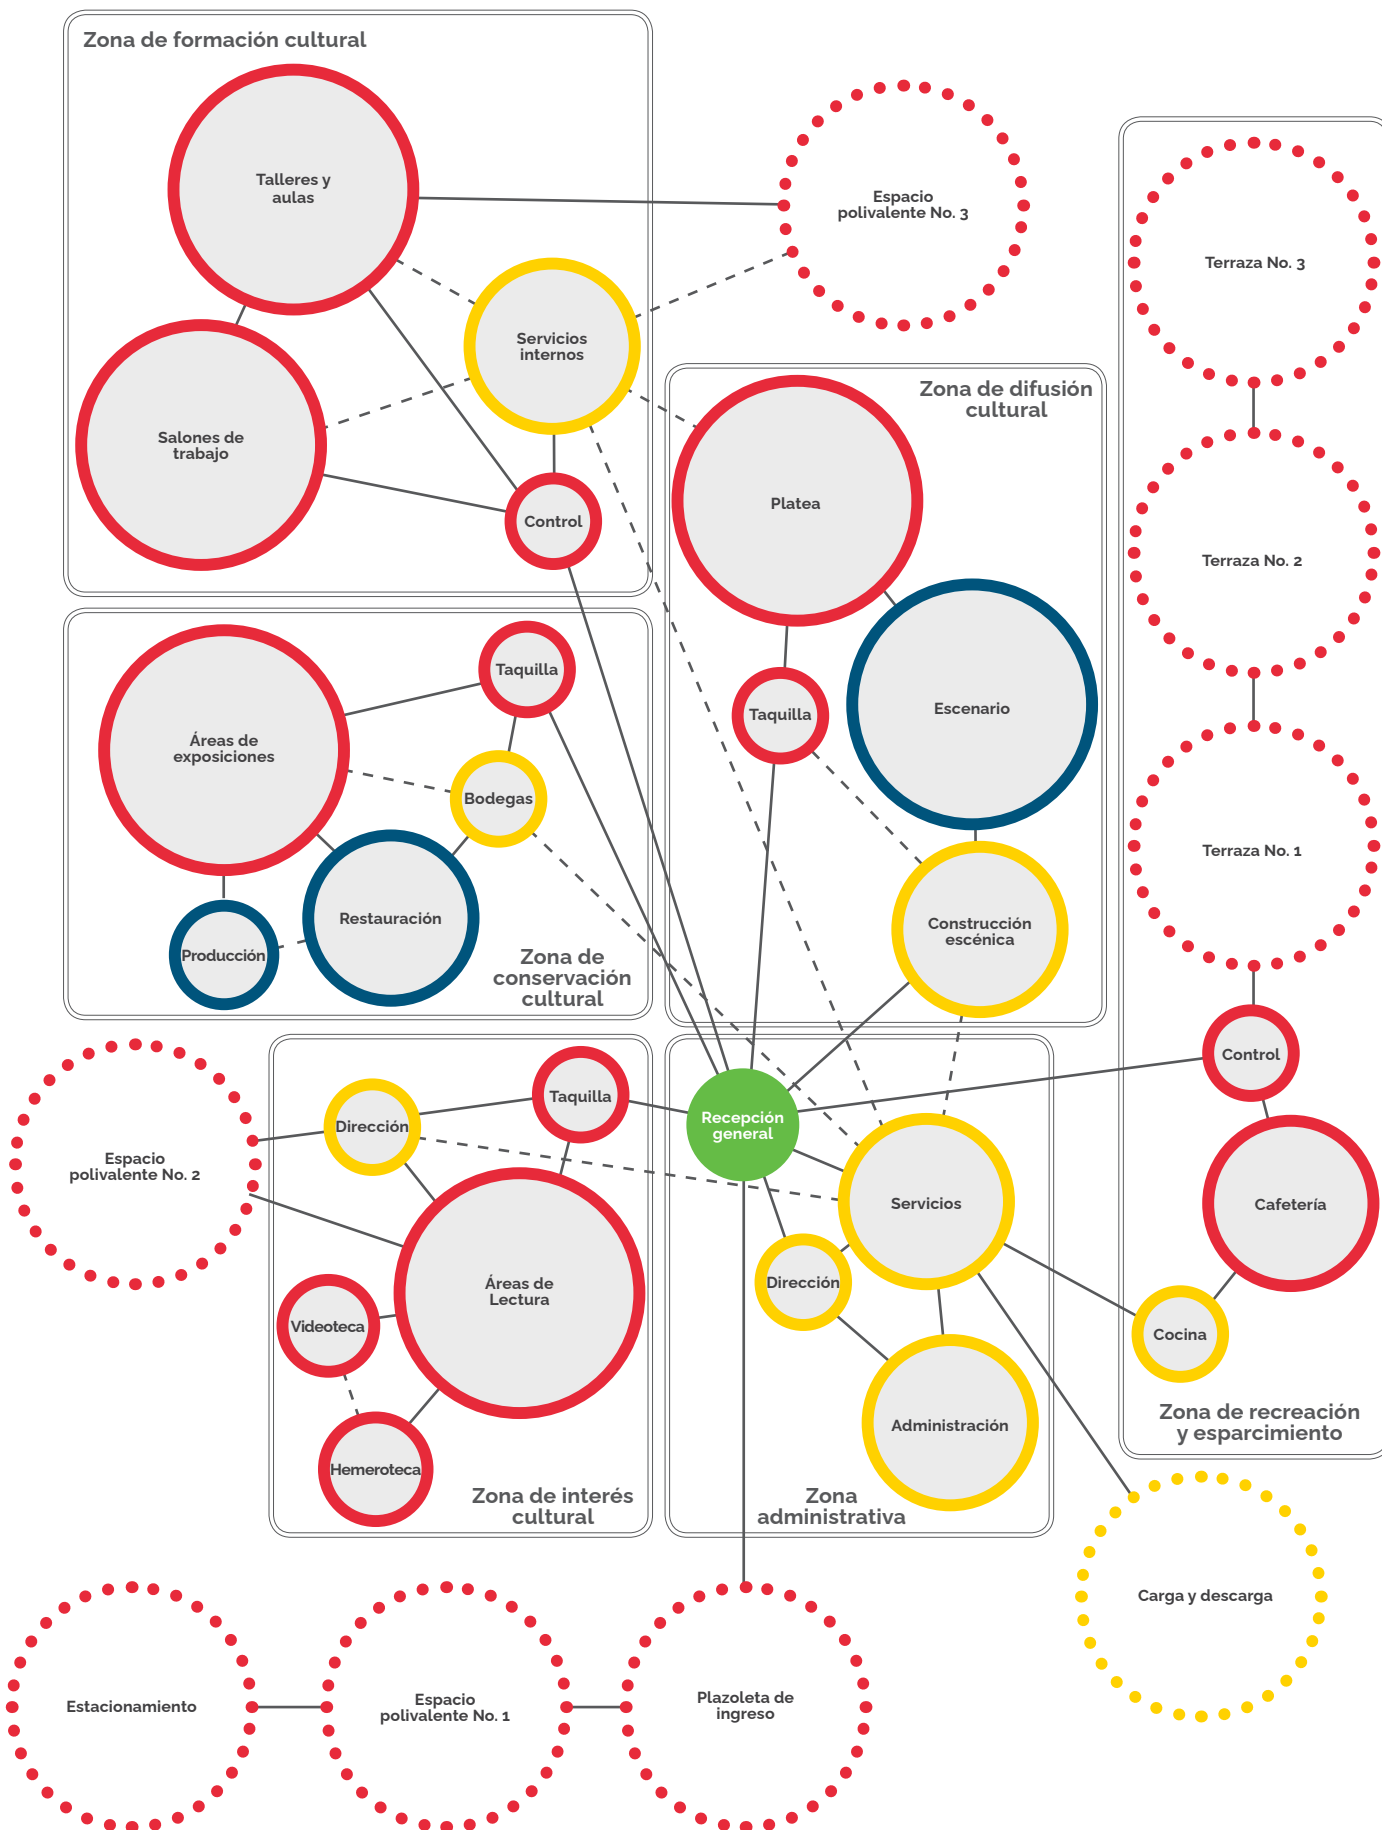 Zona de formación cultural
Talleres y
aulas
Servicios
internos
Salones de
trabajo
Control
Espacio
polivalente No. 3
Zona de difusión
cultural
Platea
Escenario
Taquilla
Construcción
escénica
Terraza No. 3
Terraza No. 2
Terraza No. 1
Control
Cafetería
Cocina
Zona de recreación
y esparcimiento
Taquilla
Áreas de
exposiciones
Bodegas
Restauración
Producción
Zona de
conservación
cultural
Espacio
polivalente No. 2
Dirección
Taquilla
Áreas de
Lectura
Videoteca
Hemeroteca
Zona de interés
cultural
Recepción
general
Servicios
Dirección
Administración
Zona
administrativa
Carga y descarga
Estacionamiento
Espacio
polivalente No. 1
Plazoleta de
ingreso